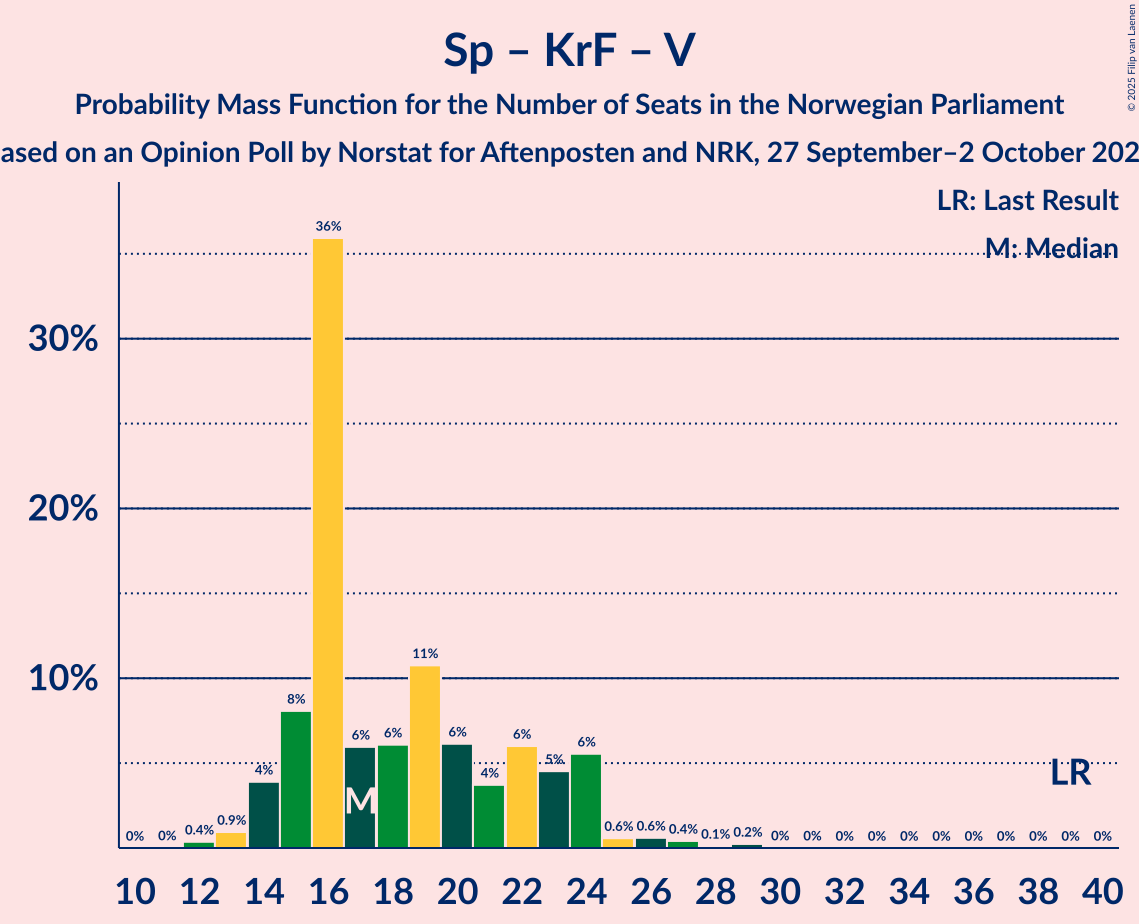 Sp – KrF – V
Probability Mass Function for the Number of Seats in the Norwegian Parliament
ased on an Opinion Poll by Norstat for Aftenposten and NRK, 27 September–2 October 202
© 2025 Filip van Laenen
LR: Last Result
M: Median
36%
30%
20%
11%
10%
8%
6% 6% 6% 6% 6%
5%
4% 4%
LR
M
0% 0% 0.4% 0.9% 0.6% 0.6% 0.4% 0.1% 0.2% 0% 0% 0% 0% 0% 0% 0% 0% 0% 0% 0%
10 12 14 16 18 20 22 24 26 28 30 32 34 36 38 40